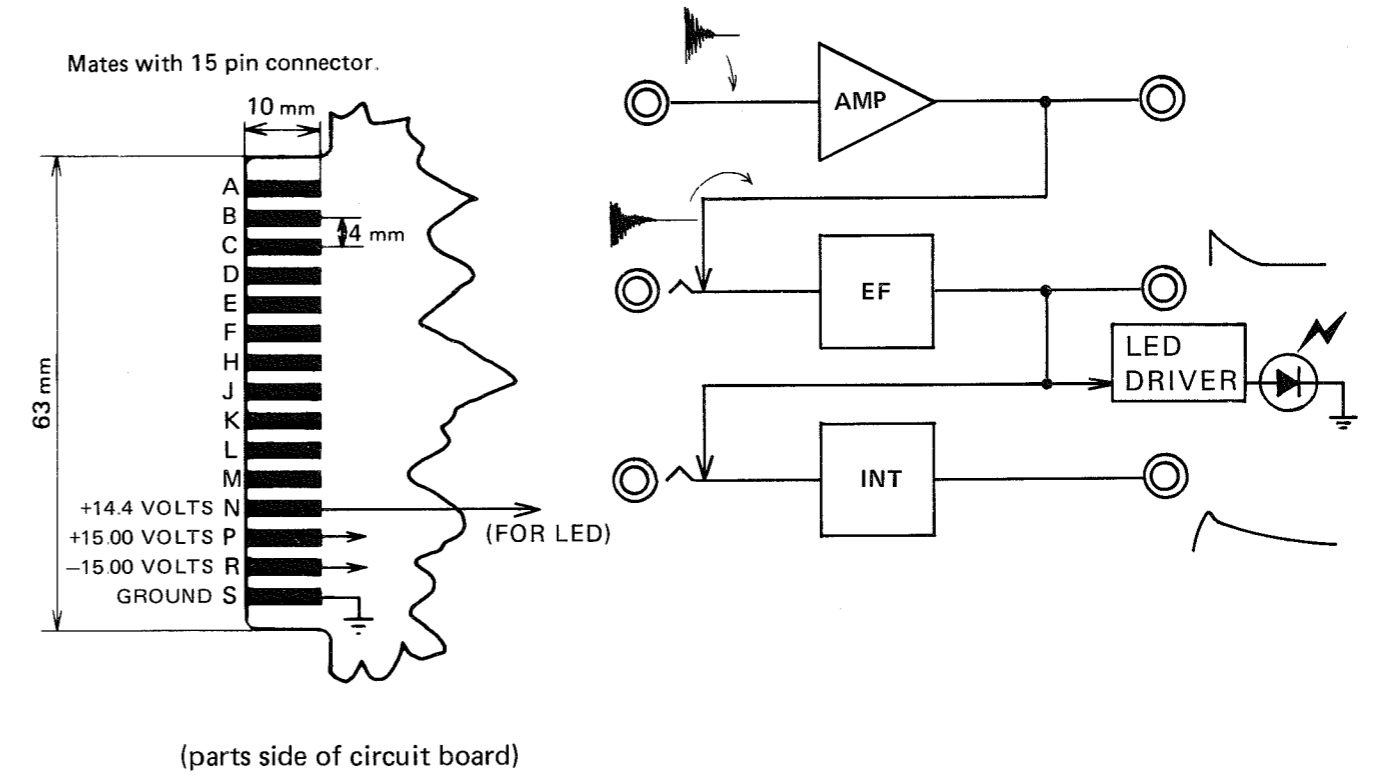 Mates with 15 pin connector.
10 mm
A
B
C
4 mm
D
E
F
H
J
K
L
M
63 mm
+14.4 VOLTS N
(FOR LED)
+15.00 VOLTS P
−15.00 VOLTS R
GROUND S
(parts side of circuit board)
AMP
EF
LED
DRIVER
INT